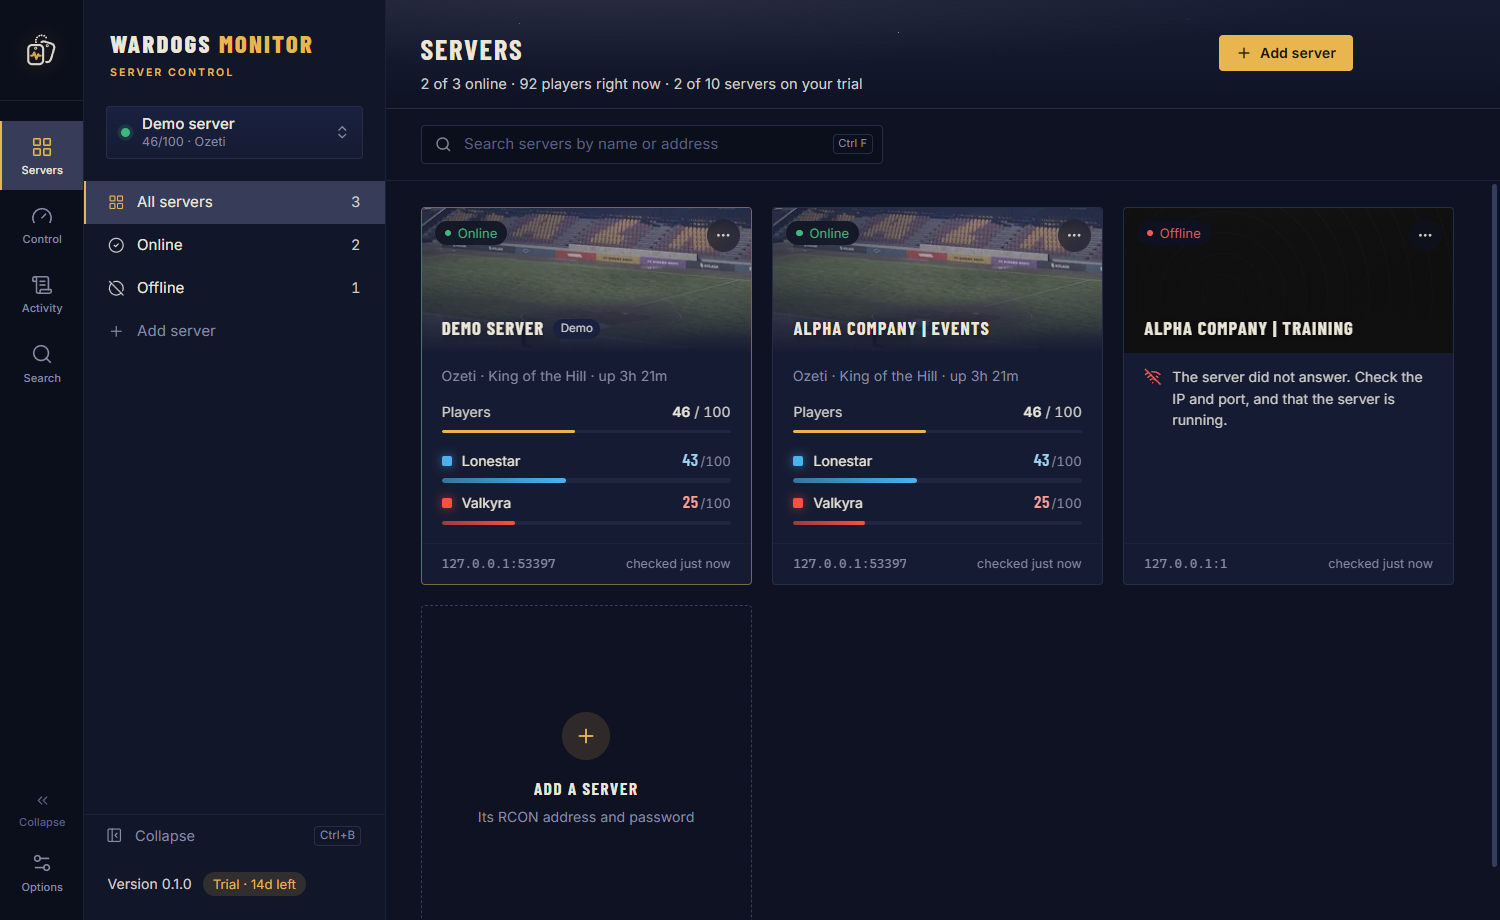 WARDOGS MONITOR
SERVER CONTROL
Demo server
46/100 · Ozeti
Servers
Control
Activity
Search
All servers 3
Online 2
Offline 1
Add server
Collapse
Options
Collapse Ctrl+B
Version 0.1.0 Trial · 14d left
SERVERS
2 of 3 online · 92 players right now · 2 of 10 servers on your trial
Add server
Search servers by name or address Ctrl F
Online
DEMO SERVER Demo
Ozeti · King of the Hill · up 3h 21m
Players 46 / 100
Lonestar 43/100
Valkyra 25/100
127.0.0.1:53397 checked just now
Online
ALPHA COMPANY | EVENTS
Ozeti · King of the Hill · up 3h 21m
Players 46 / 100
Lonestar 43/100
Valkyra 25/100
127.0.0.1:53397 checked just now
Offline
ALPHA COMPANY | TRAINING
The server did not answer. Check the
IP and port, and that the server is
running.
127.0.0.1:1 checked just now
ADD A SERVER
Its RCON address and password